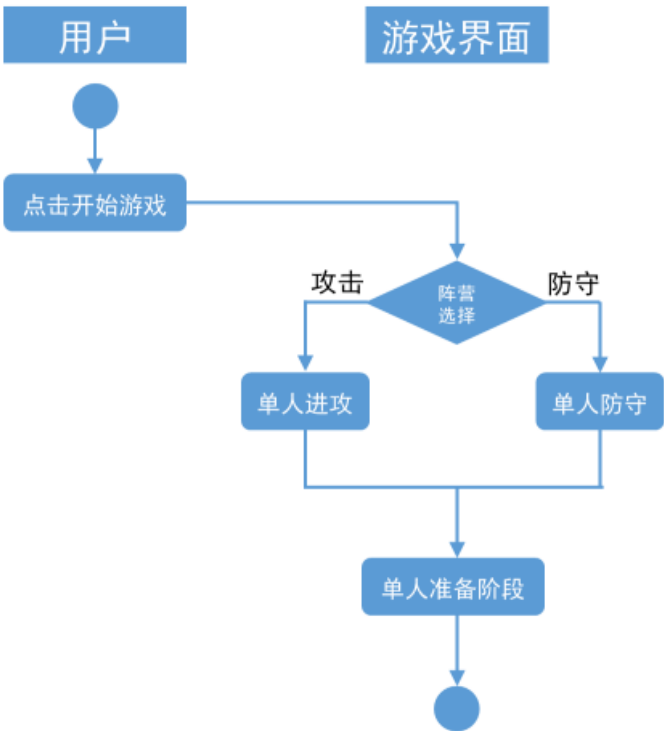 用户
游戏界面
点击开始游戏
阵营
选择
攻击
防守
单人进攻
单人防守
单人准备阶段